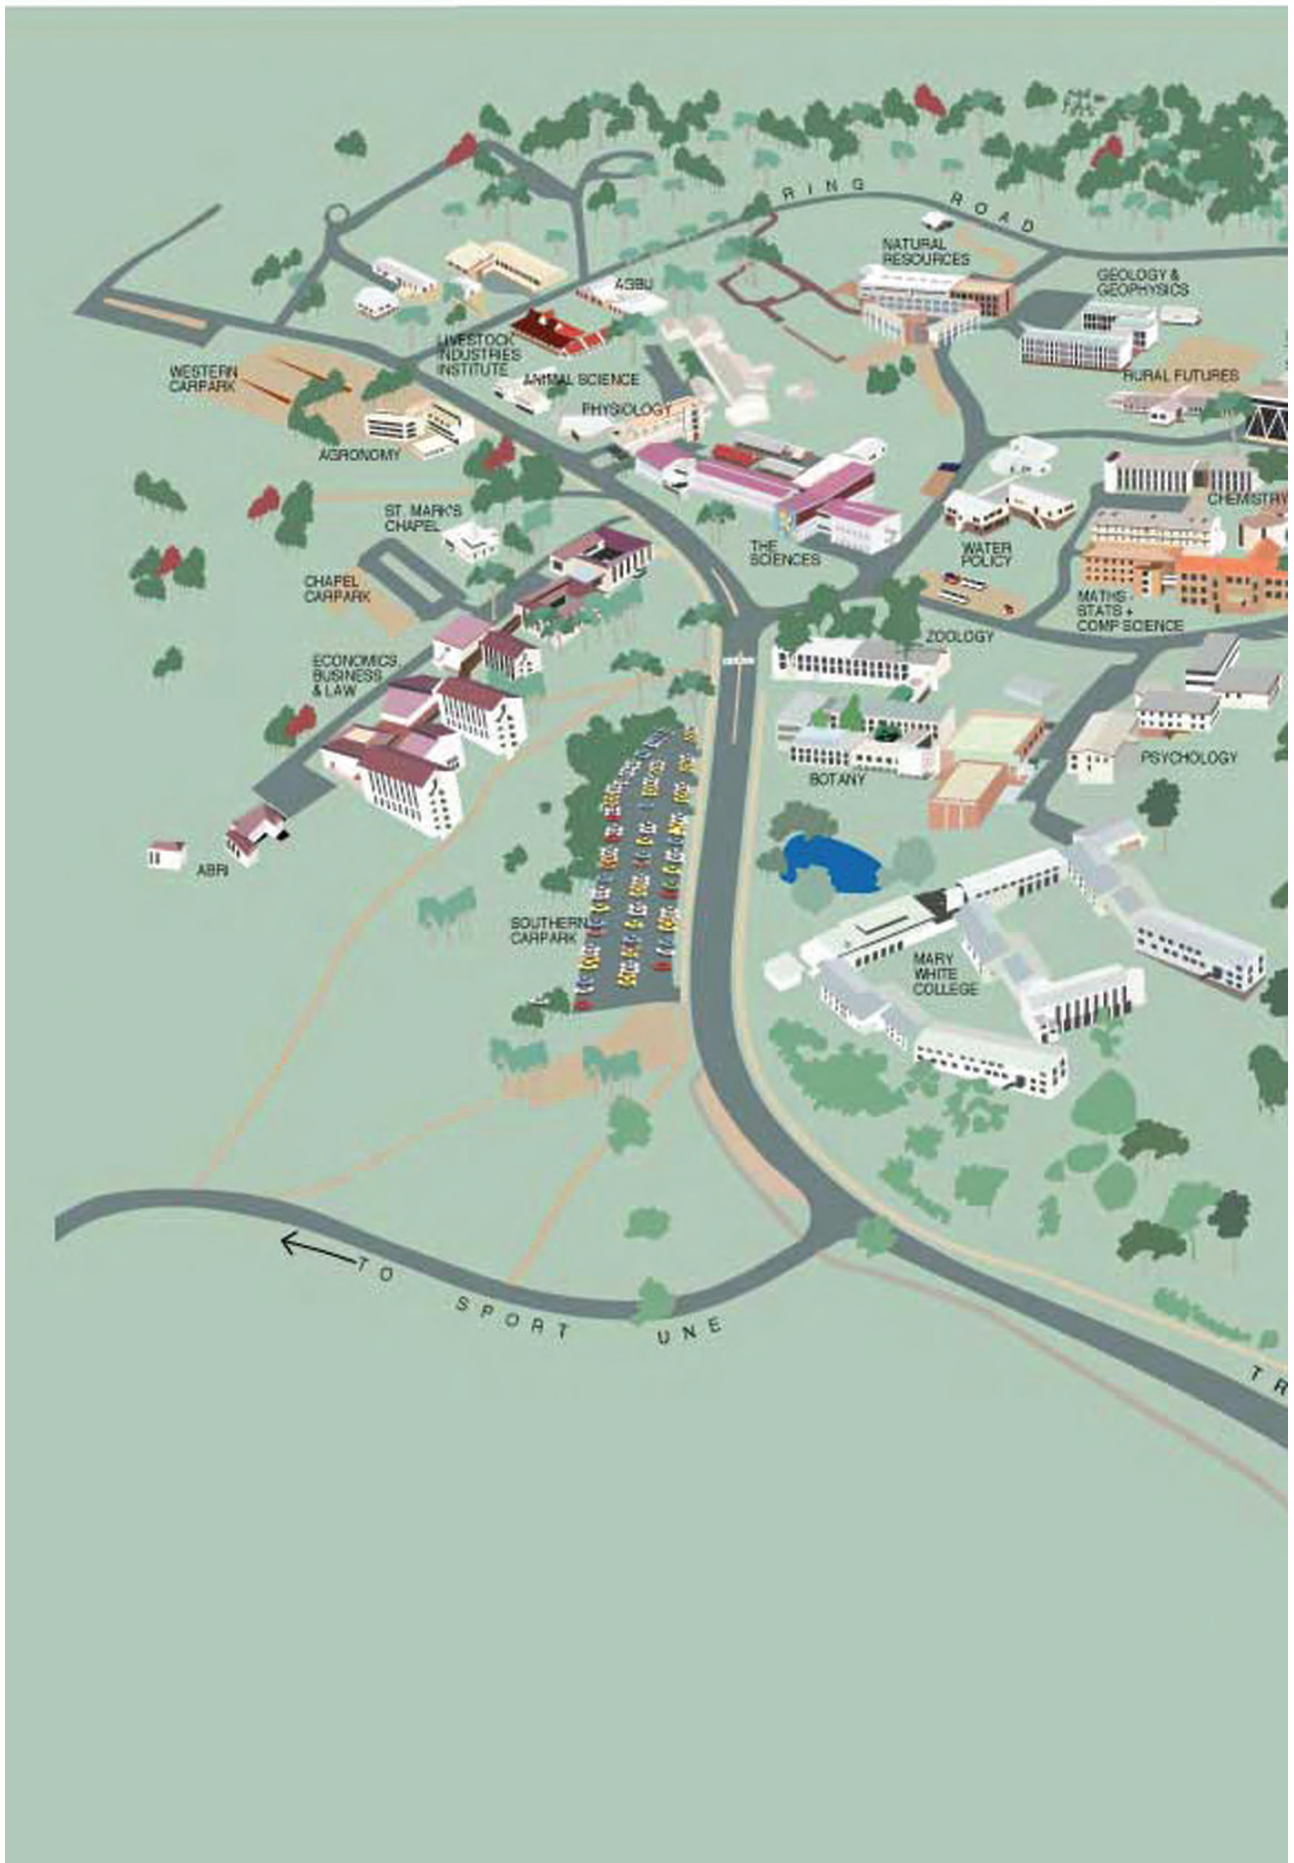 RING ROAD
NATURAL
RESOURCES
GEOLOGY &
GEOPHYSICS
AGBU
LIVESTOCK
INDUSTRIES
INSTITUTE
WESTERN
CARPARK
ANIMAL SCIENCE
RURAL FUTURES
PHYSIOLOGY
AGRONOMY
CHEMISTRY
ST. MARK'S
CHAPEL
THE
SCIENCES
WATER
POLICY
CHAPEL
CARPARK
MATHS -
STATS +
COMP SCIENCE
ZOOLOGY
ECONOMICS,
BUSINESS
& LAW
PSYCHOLOGY
BOTANY
ABRI
SOUTHERN
CARPARK
MARY
WHITE
COLLEGE
TO SPORT UNE
TR